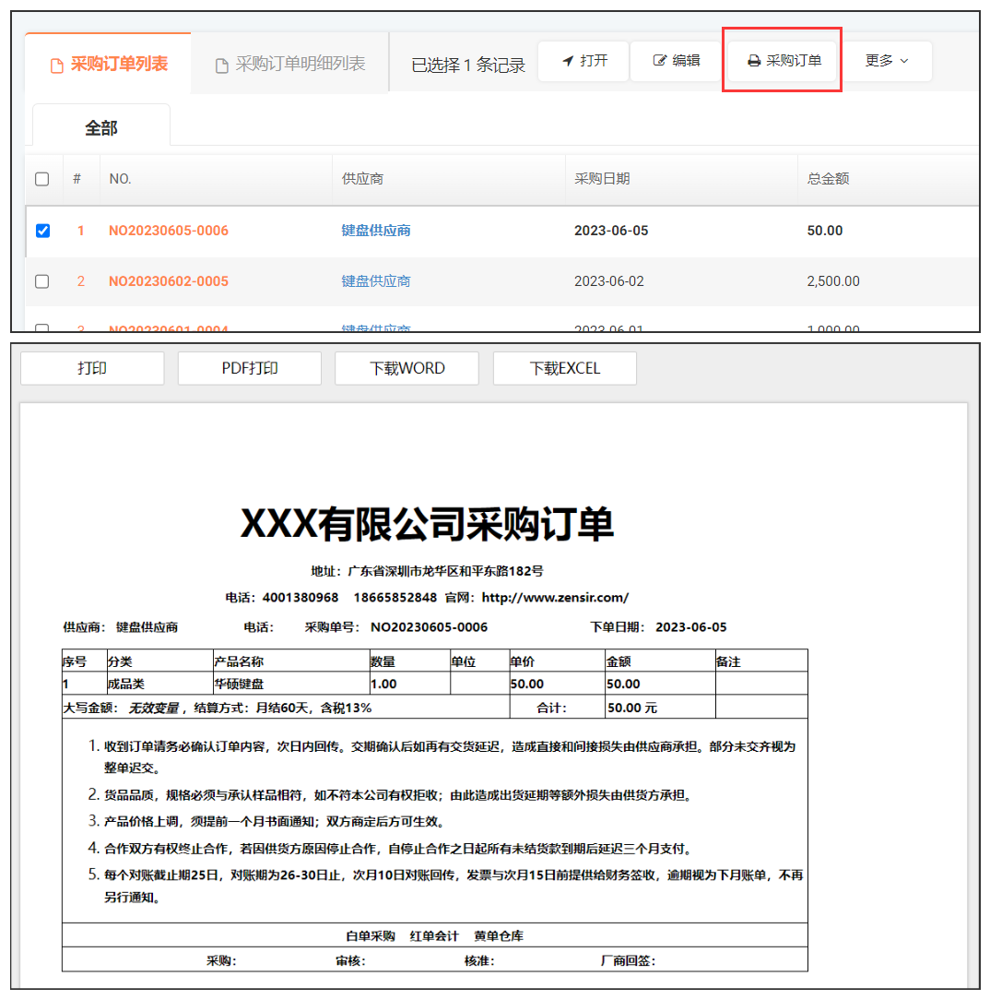 采购订单列表 采购订单明细列表 已选择 1 条记录 打开 编辑 采购订单 更多
全部
# NO. 供应商 采购日期 总金额
1 NO20230605-0006 键盘供应商 2023-06-05 50.00
2 NO20230602-0005 键盘供应商 2023-06-02 2,500.00
3 NO20230601-0004 键盘供应商 2023-06-01 1,000.00
打印 PDF打印 下载WORD 下载EXCEL
XXX有限公司采购订单
地址：广东省深圳市龙华区和平东路182号
电话：4001380968 18665852848 官网：http://www.zensir.com/
供应商： 键盘供应商 电话： 采购单号： NO20230605-0006 下单日期： 2023-06-05
序号 分类 产品名称 数量 单位 单价 金额 备注
1 成品类 华硕键盘 1.00 50.00 50.00
大写金额： 无效变量 ，结算方式：月结60天，含税13% 合计： 50.00 元
1. 收到订单请务必确认订单内容，次日内回传。交期确认后如再有交货延迟，造成直接和间接损失由供应商承担。部分未交齐视为
整单迟交。
2. 货品品质，规格必须与承认样品相符，如不符本公司有权拒收；由此造成出货延期等额外损失由供货方承担。
3. 产品价格上调，须提前一个月书面通知；双方商定后方可生效。
4. 合作双方有权终止合作，若因供货方原因停止合作，自停止合作之日起所有未结货款到期后延迟三个月支付。
5. 每个对账截止期25日，对账期为26-30日止，次月10日对账回传，发票与次月15日前提供给财务签收，逾期视为下月账单，不再
另行通知。
白单采购 红单会计 黄单仓库
采购： 审核： 核准： 厂商回签：